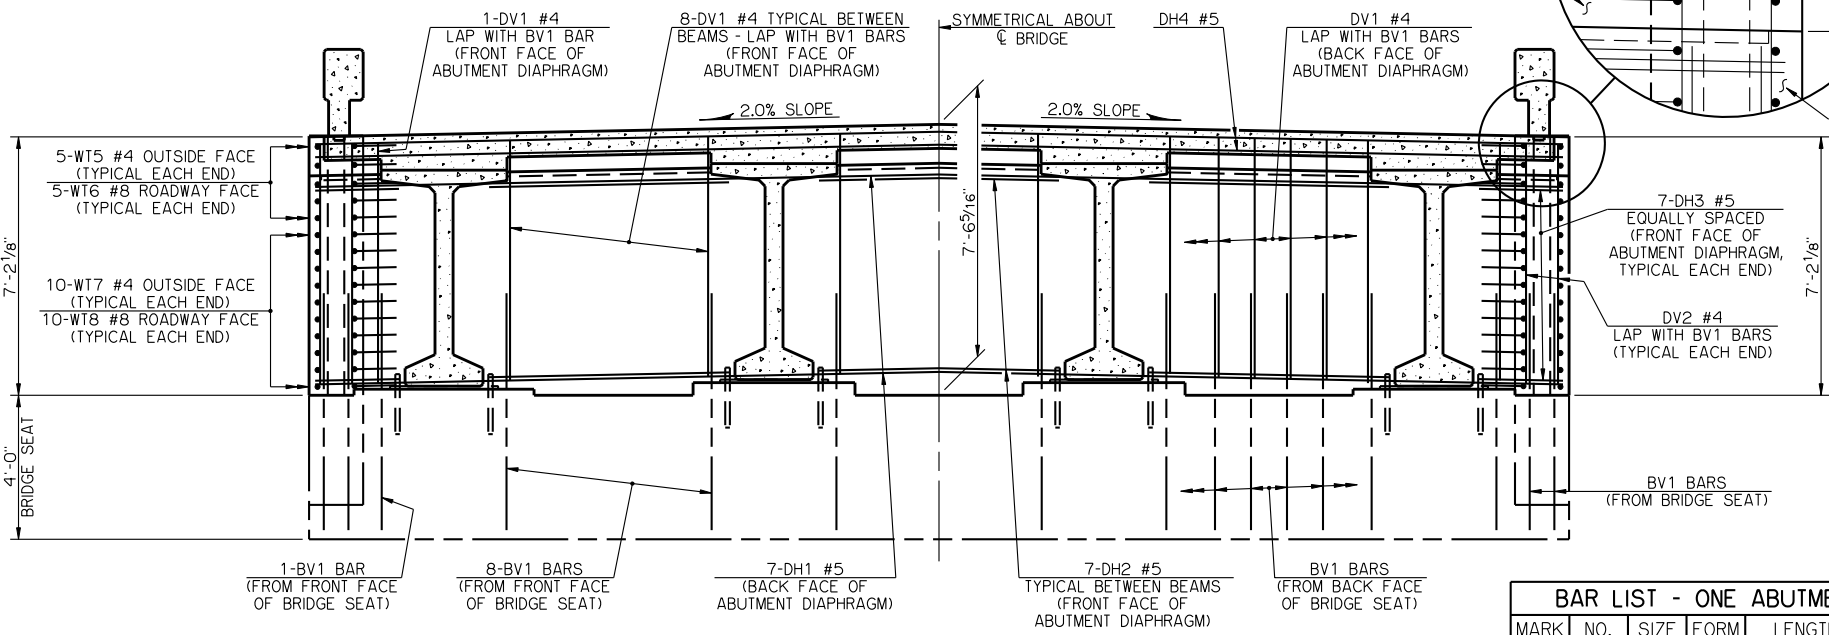 1-DV1 #4
LAP WITH BV1 BAR
(FRONT FACE OF
ABUTMENT DIAPHRAGM)
8-DV1 #4 TYPICAL BETWEEN
BEAMS - LAP WITH BV1 BARS
(FRONT FACE OF
ABUTMENT DIAPHRAGM)
SYMMETRICAL ABOUT
℄ BRIDGE
DH4 #5
DV1 #4
LAP WITH BV1 BARS
(BACK FACE OF
ABUTMENT DIAPHRAGM)
2.0% SLOPE
2.0% SLOPE
5-WT5 #4 OUTSIDE FACE
(TYPICAL EACH END)
5-WT6 #8 ROADWAY FACE
(TYPICAL EACH END)
10-WT7 #4 OUTSIDE FACE
(TYPICAL EACH END)
10-WT8 #8 ROADWAY FACE
(TYPICAL EACH END)
7'-2 1/8"
4'-0"
BRIDGE SEAT
7'-6 5/16"
7-DH3 #5
EQUALLY SPACED
(FRONT FACE OF
ABUTMENT DIAPHRAGM,
TYPICAL EACH END)
7'-2 1/8"
DV2 #4
LAP WITH BV1 BARS
(TYPICAL EACH END)
BV1 BARS
(FROM BRIDGE SEAT)
1-BV1 BAR
(FROM FRONT FACE
OF BRIDGE SEAT)
8-BV1 BARS
(FROM FRONT FACE
OF BRIDGE SEAT)
7-DH1 #5
(BACK FACE OF
ABUTMENT DIAPHRAGM)
7-DH2 #5
TYPICAL BETWEEN BEAMS
(FRONT FACE OF
ABUTMENT DIAPHRAGM)
BV1 BARS
(FROM BACK FACE
OF BRIDGE SEAT)
BAR LIST - ONE ABUTME
MARK NO. SIZE FORM LENGT